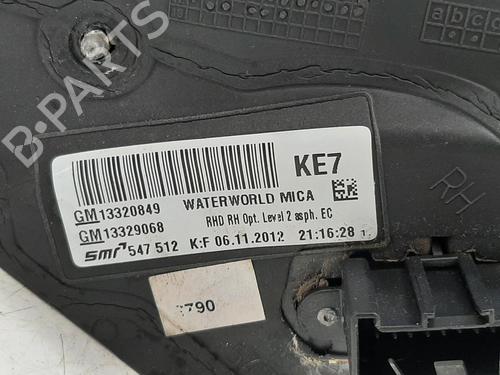 B-PARTS
abc
KE7
GM13320849 WATERWORLD MICA
GM13329068 RHD RH Opt. Level 2 asph. EC
smr 547 512 K:F 06.11.2012 21:16:28
RH
790